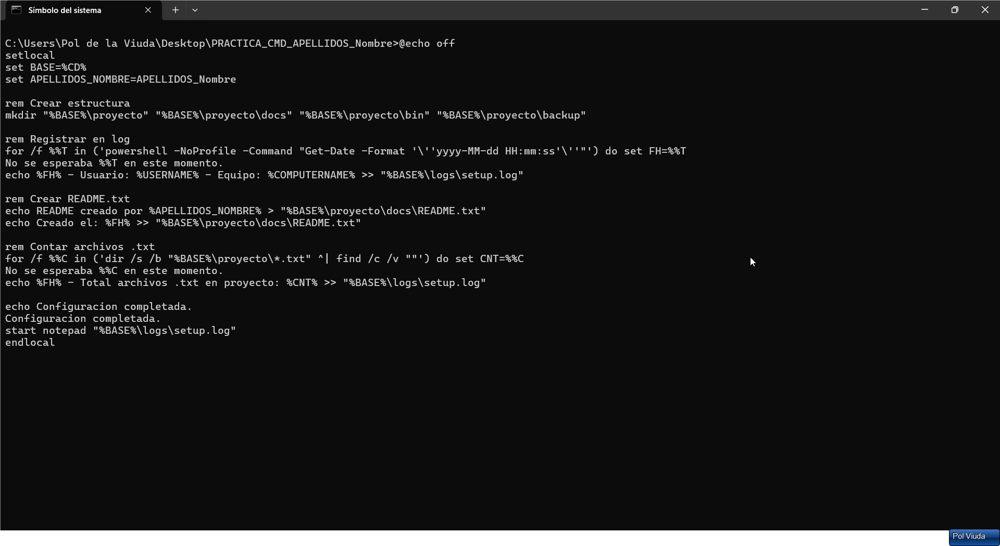 Símbolo del sistema
C:\Users\Pol de la Viuda\Desktop\PRACTICA_CMD_APELLIDOS_Nombre>@echo off
setlocal
set BASE=%CD%
set APELLIDOS_NOMBRE=APELLIDOS_Nombre
rem Crear estructura
mkdir "%BASE%\proyecto" "%BASE%\proyecto\docs" "%BASE%\proyecto\bin" "%BASE%\proyecto\backup"
rem Registrar en log
for /f %%T in ('powershell -NoProfile -Command "Get-Date -Format '\''yyyy-MM-dd HH:mm:ss'\''"') do set FH=%%T
No se esperaba %%T en este momento.
echo %FH% - Usuario: %USERNAME% - Equipo: %COMPUTERNAME% >> "%BASE%\logs\setup.log"
rem Crear README.txt
echo README creado por %APELLIDOS_NOMBRE% > "%BASE%\proyecto\docs\README.txt"
echo Creado el: %FH% >> "%BASE%\proyecto\docs\README.txt"
rem Contar archivos .txt
for /f %%C in ('dir /s /b "%BASE%\proyecto\*.txt" ^| find /c /v ""') do set CNT=%%C
No se esperaba %%C en este momento.
echo %FH% - Total archivos .txt en proyecto: %CNT% >> "%BASE%\logs\setup.log"
echo Configuracion completada.
Configuracion completada.
start notepad "%BASE%\logs\setup.log"
endlocal
Pol Viuda